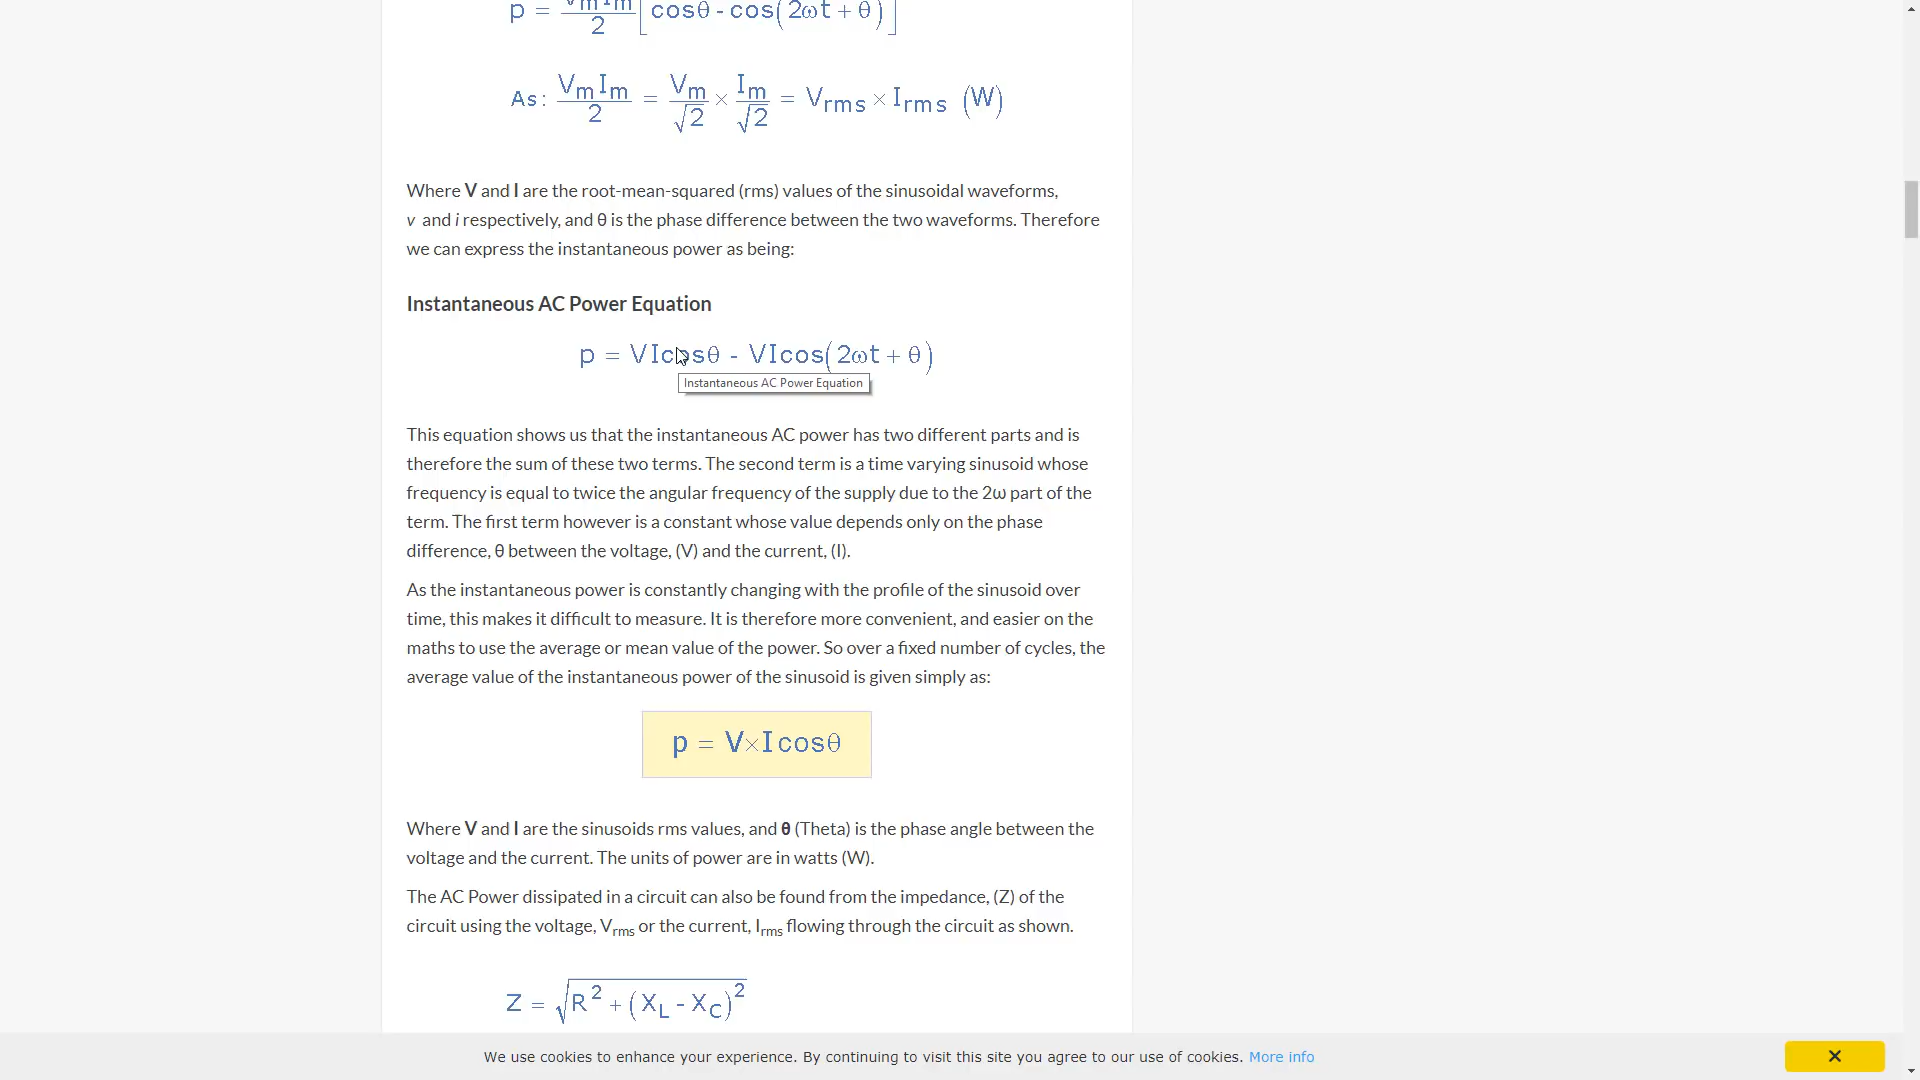 p = VmIm/2 [cosθ - cos(2ωt + θ)]
As: VmIm/2 = Vm/√2 × Im/√2 = Vrms × Irms (W)
Where V and I are the root-mean-squared (rms) values of the sinusoidal waveforms,
v and i respectively, and θ is the phase difference between the two waveforms. Therefore
we can express the instantaneous power as being:
Instantaneous AC Power Equation
p = VIcosθ - VIcos(2ωt + θ)
Instantaneous AC Power Equation
This equation shows us that the instantaneous AC power has two different parts and is
therefore the sum of these two terms. The second term is a time varying sinusoid whose
frequency is equal to twice the angular frequency of the supply due to the 2ω part of the
term. The first term however is a constant whose value depends only on the phase
difference, θ between the voltage, (V) and the current, (I).
As the instantaneous power is constantly changing with the profile of the sinusoid over
time, this makes it difficult to measure. It is therefore more convenient, and easier on the
maths to use the average or mean value of the power. So over a fixed number of cycles, the
average value of the instantaneous power of the sinusoid is given simply as:
p = V×Icosθ
Where V and I are the sinusoids rms values, and θ (Theta) is the phase angle between the
voltage and the current. The units of power are in watts (W).
The AC Power dissipated in a circuit can also be found from the impedance, (Z) of the
circuit using the voltage, Vrms or the current, Irms flowing through the circuit as shown.
Z = √(R² + (XL - XC)²)
We use cookies to enhance your experience. By continuing to visit this site you agree to our use of cookies. More info